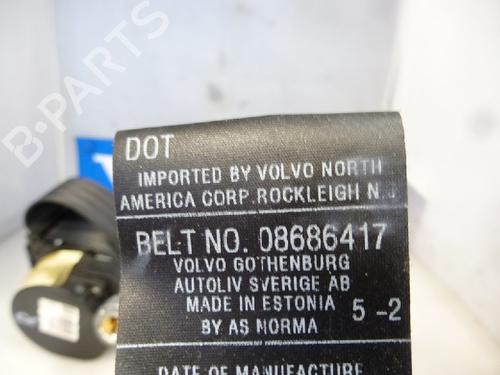 DOT
IMPORTED BY VOLVO NORTH
AMERICA CORP. ROCKLEIGH N.J
BELT NO. 08686417
VOLVO GOTHENBURG
AUTOLIV SVERIGE AB
MADE IN ESTONIA 5-2
BY AS NORMA
DATE OF MANUFACTURE
B-PARTS